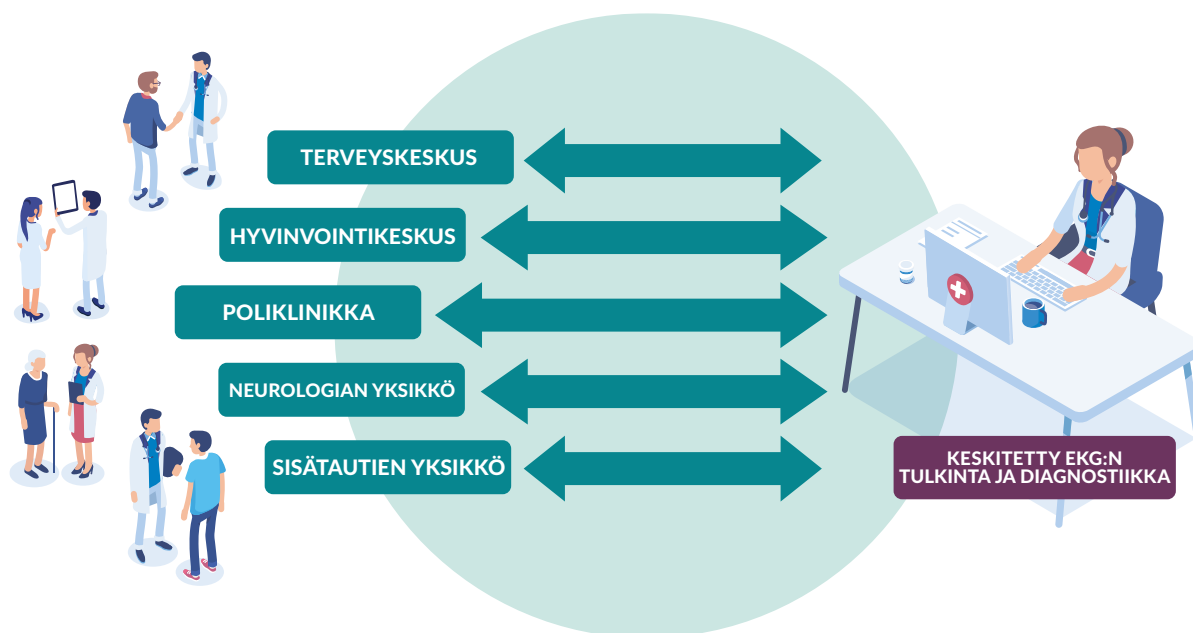 TERVEYSKESKUS
HYVINVOINTIKESKUS
POLIKLINIKKA
NEUROLOGIAN YKSIKKÖ
SISÄTAUTIEN YKSIKKÖ
KESKITETTY EKG:N
TULKINTA JA DIAGNOSTIIKKA